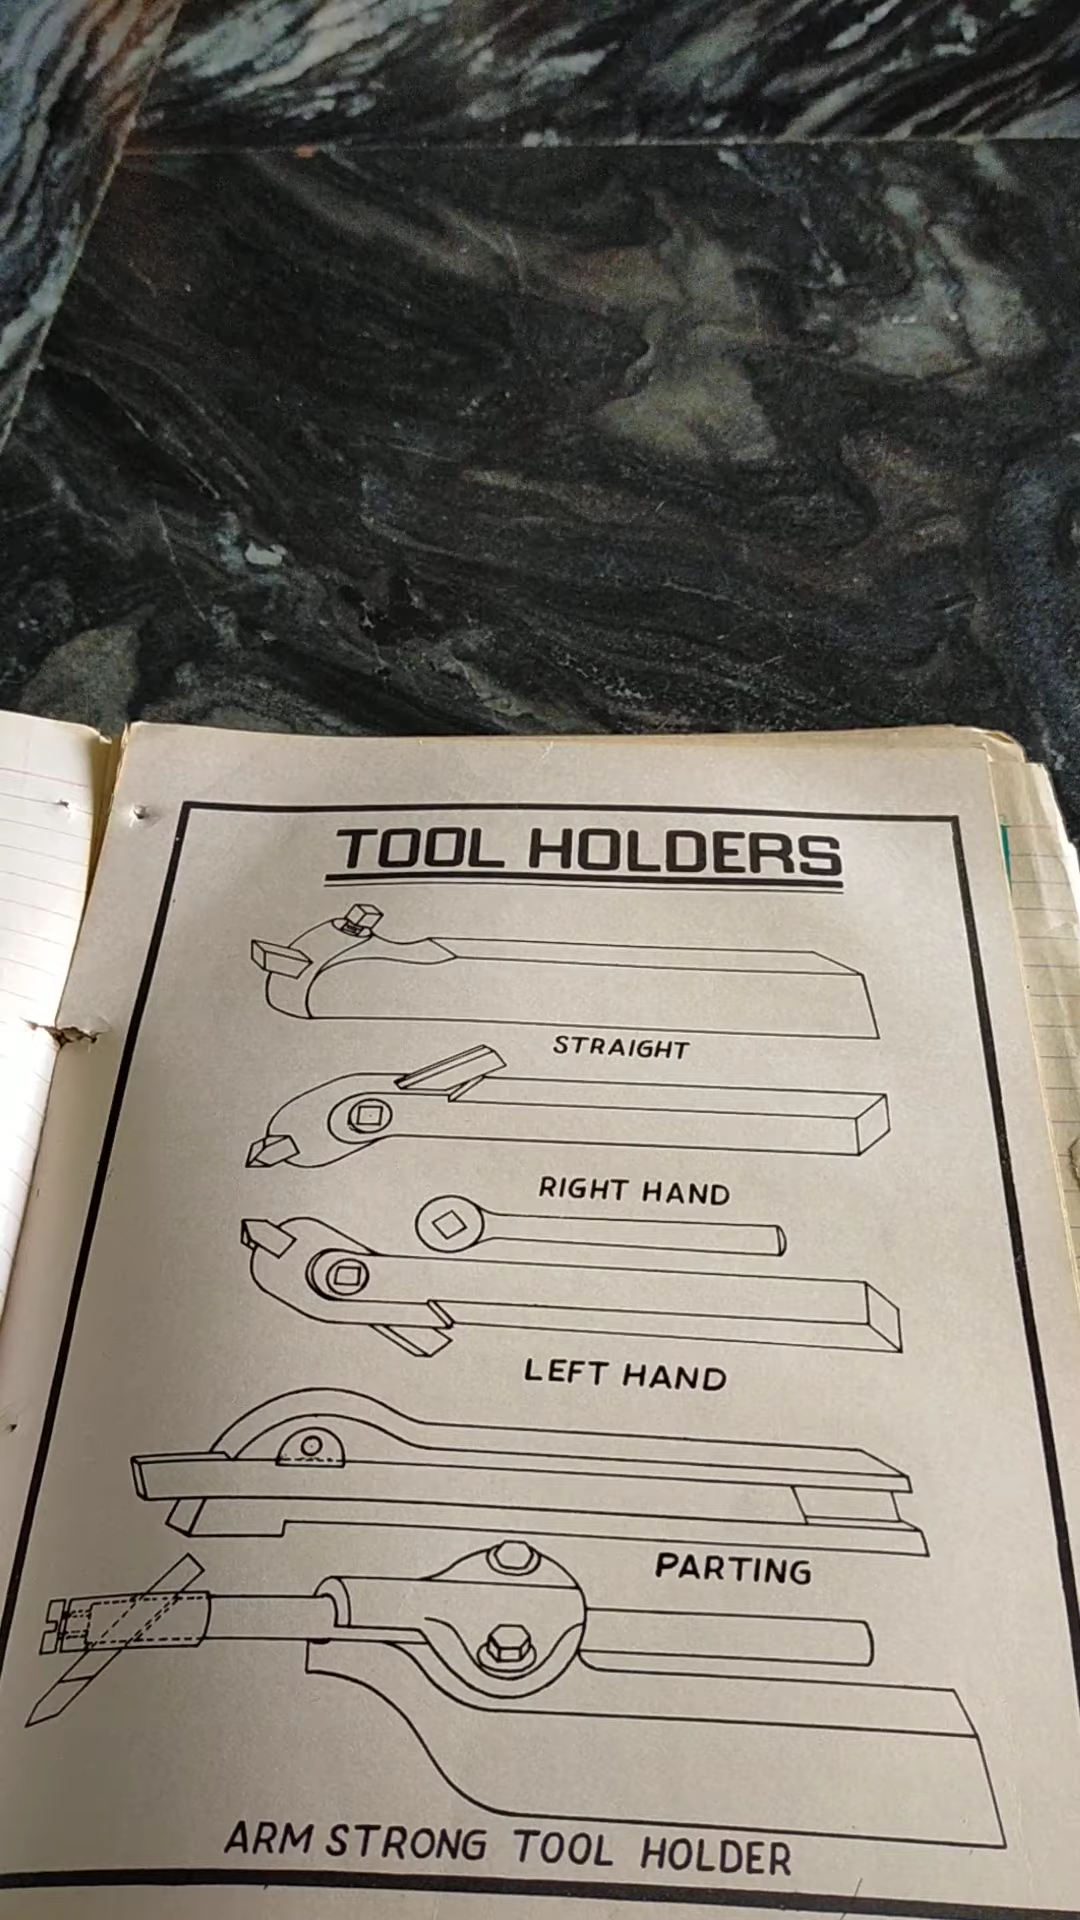 TOOL HOLDERS
STRAIGHT
RIGHT HAND
LEFT HAND
PARTING
ARM STRONG TOOL HOLDER